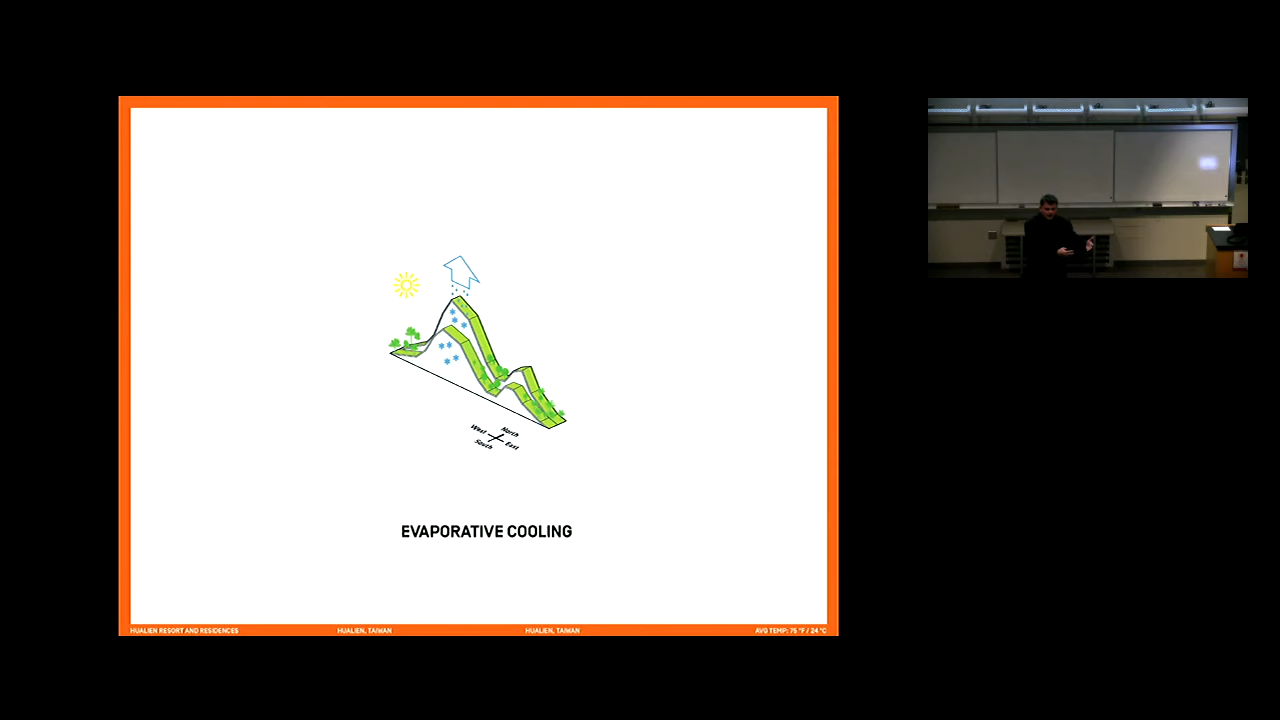 West
North
South
East
EVAPORATIVE COOLING
HUALIEN RESORT AND RESIDENCES
HUALIEN, TAIWAN
HUALIEN, TAIWAN
AVG TEMP: 75 °F / 24 °C